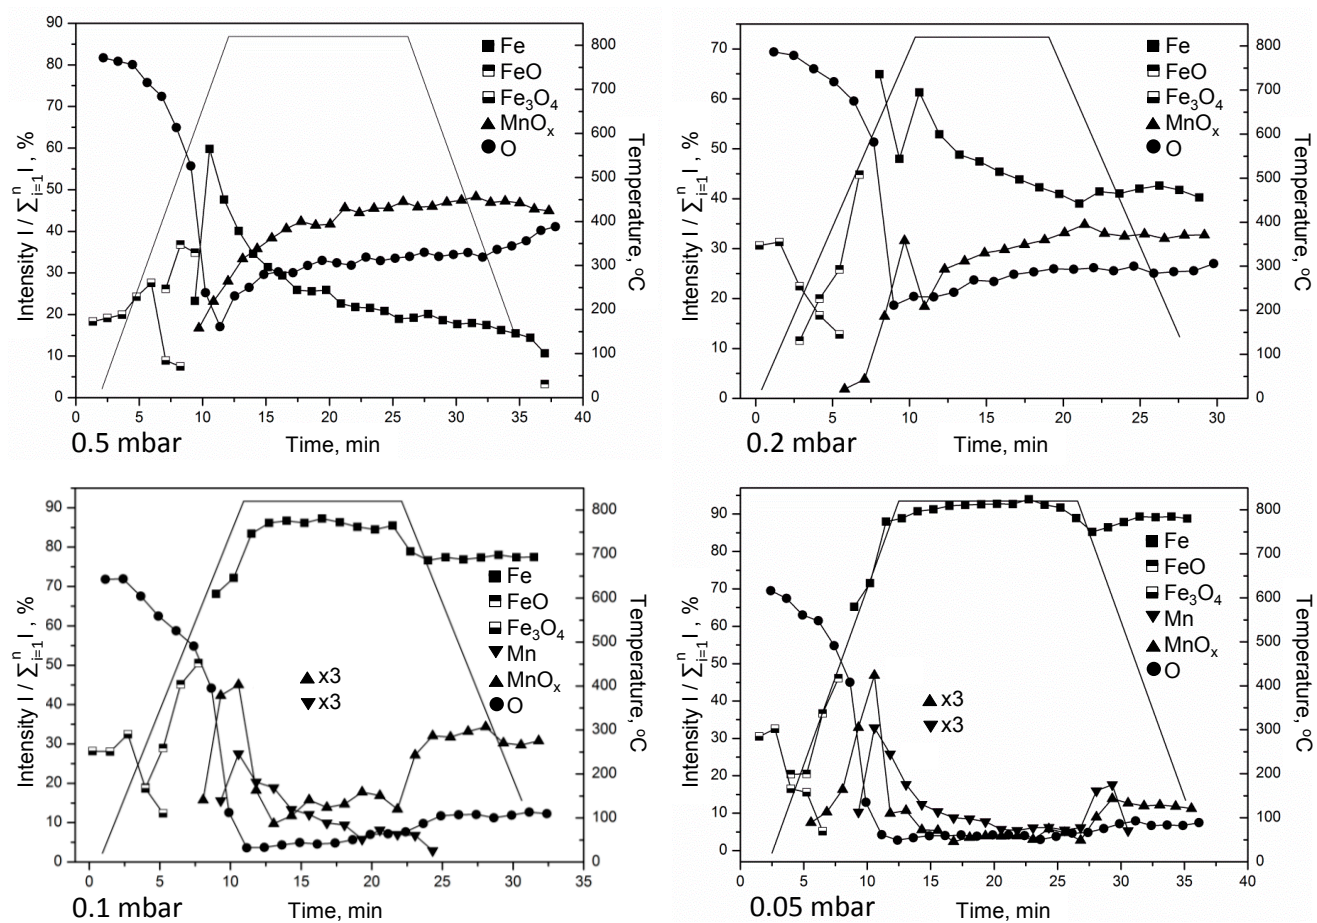 90
80
70
60
50
40
30
20
10
0
Intensity I / Σⁿᵢ₌₁ I , %
0 5 10 15 20 25 30 35 40
0.5 mbar Time, min
800
700
600
500
400
300
200
100
0
Temperature, ºC
Fe
FeO
Fe₃O₄
MnOₓ
O
70
60
50
40
30
20
10
0
Intensity I / Σⁿᵢ₌₁ I , %
0 5 10 15 20 25 30
0.2 mbar Time, min
800
700
600
500
400
300
200
100
0
Temperature, ºC
Fe
FeO
Fe₃O₄
MnOₓ
O
90
80
70
60
50
40
30
20
10
0
Intensity I / Σⁿᵢ₌₁ I , %
0 5 10 15 20 25 30 35
0.1 mbar Time, min
800
700
600
500
400
300
200
100
0
Temperature, ºC
Fe
FeO
Fe₃O₄
Mn
MnOₓ
O
x3
x3
90
80
70
60
50
40
30
20
10
0
Intensity I / Σⁿᵢ₌₁ I , %
0 5 10 15 20 25 30 35 40
0.05 mbar Time, min
800
700
600
500
400
300
200
100
0
Temperature, ºC
Fe
FeO
Fe₃O₄
Mn
MnOₓ
O
x3
x3